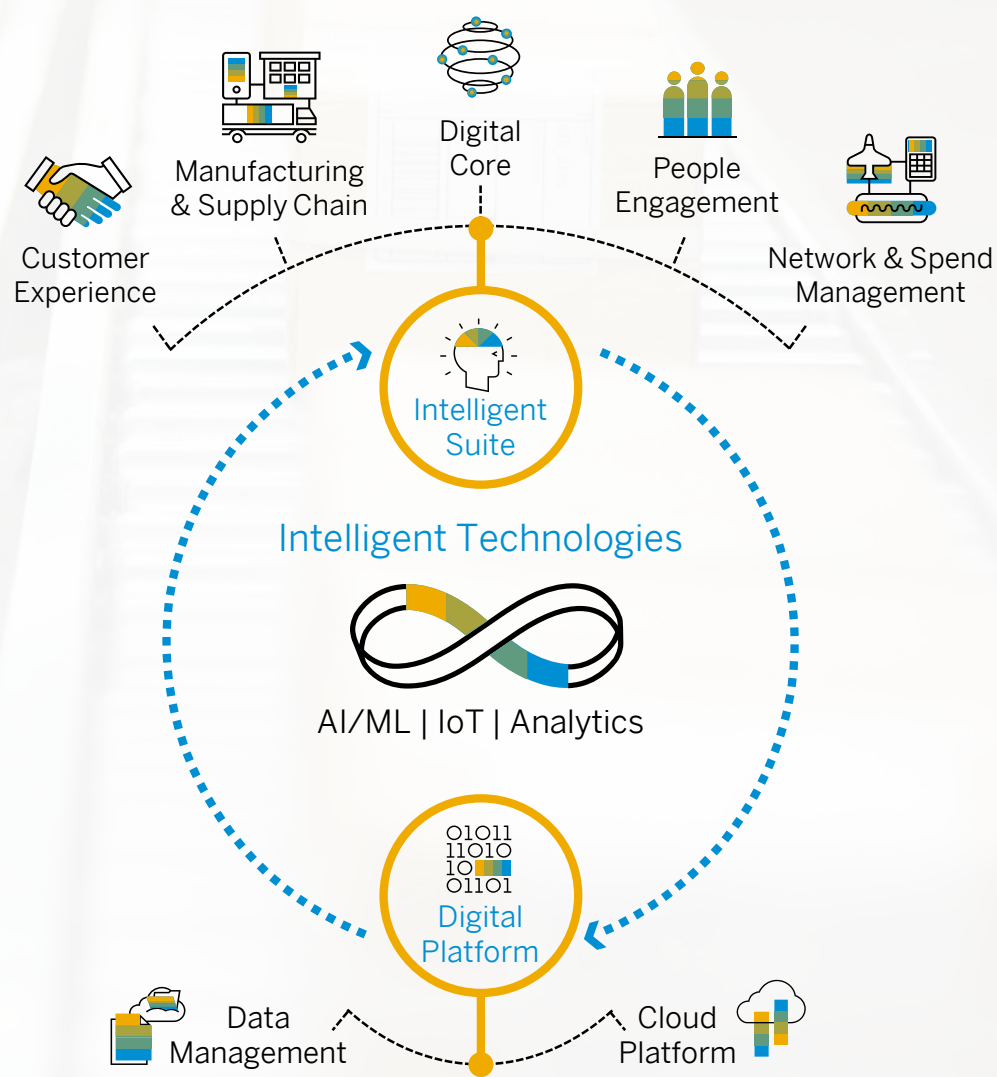 Digital
Core
Manufacturing
& Supply Chain
People
Engagement
Customer
Experience
Network & Spend
Management
Intelligent
Suite
Intelligent Technologies
AI/ML | IoT | Analytics
01011
11010
10
01101
Digital
Platform
Data
Management
Cloud
Platform